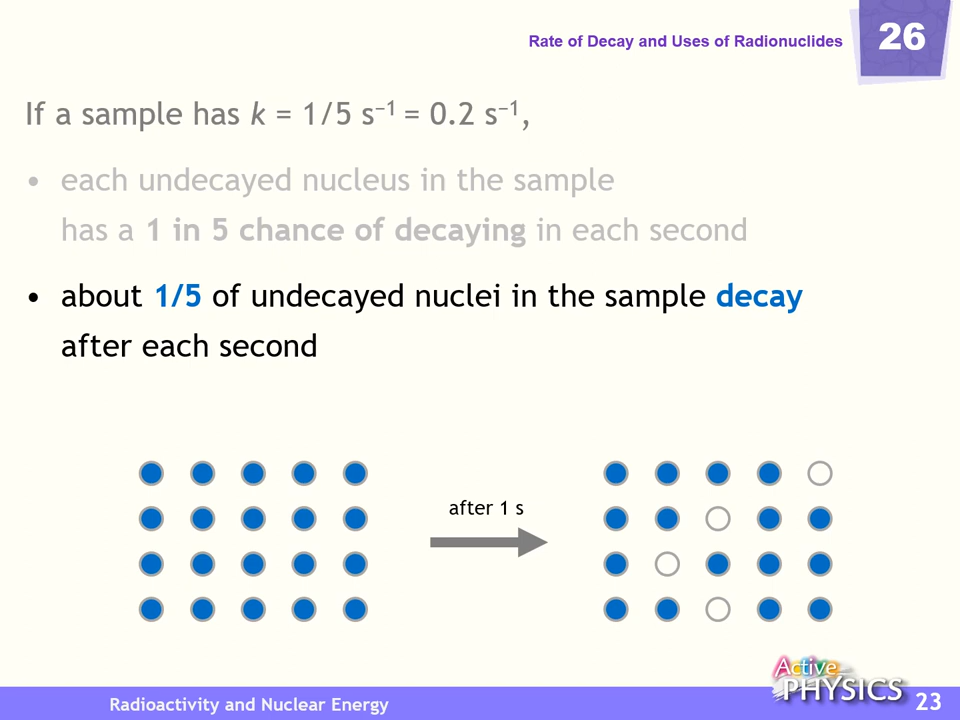 Rate of Decay and Uses of Radionuclides
26
If a sample has k = 1/5 s⁻¹ = 0.2 s⁻¹,
• each undecayed nucleus in the sample
has a 1 in 5 chance of decaying in each second
• about 1/5 of undecayed nuclei in the sample decay
after each second
after 1 s
Active
PHYSICS
Radioactivity and Nuclear Energy
23